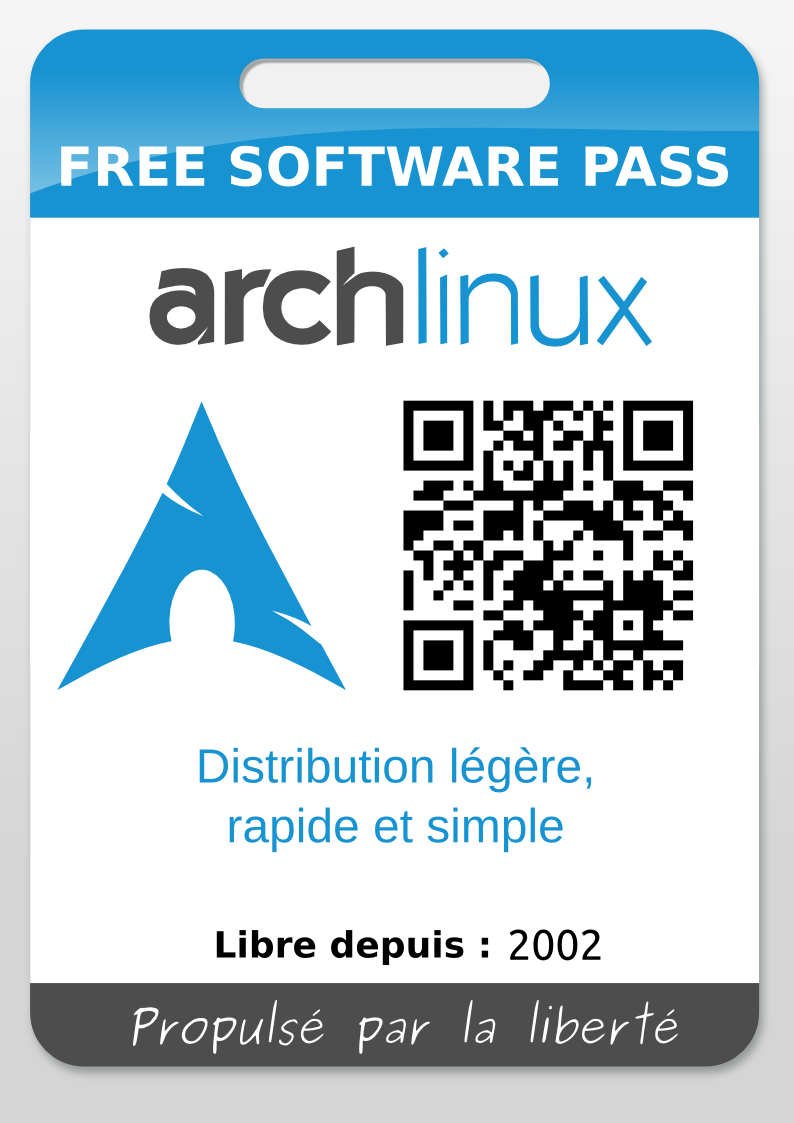 FREE SOFTWARE PASS
archlinux
Distribution légère,
rapide et simple
Libre depuis : 2002
Propulsé par la liberté